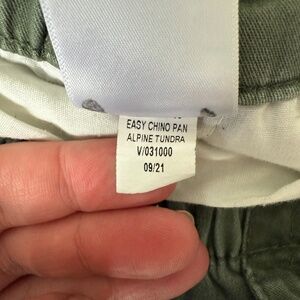 EASY CHINO PAN
ALPINE TUNDRA
V/031000
09/21